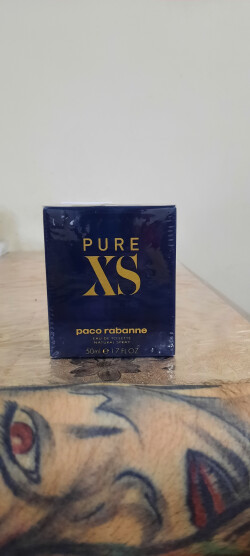 PURE
XS
paco rabanne
EAU DE TOILETTE
NATURAL SPRAY
50ml 1.7 FL.OZ